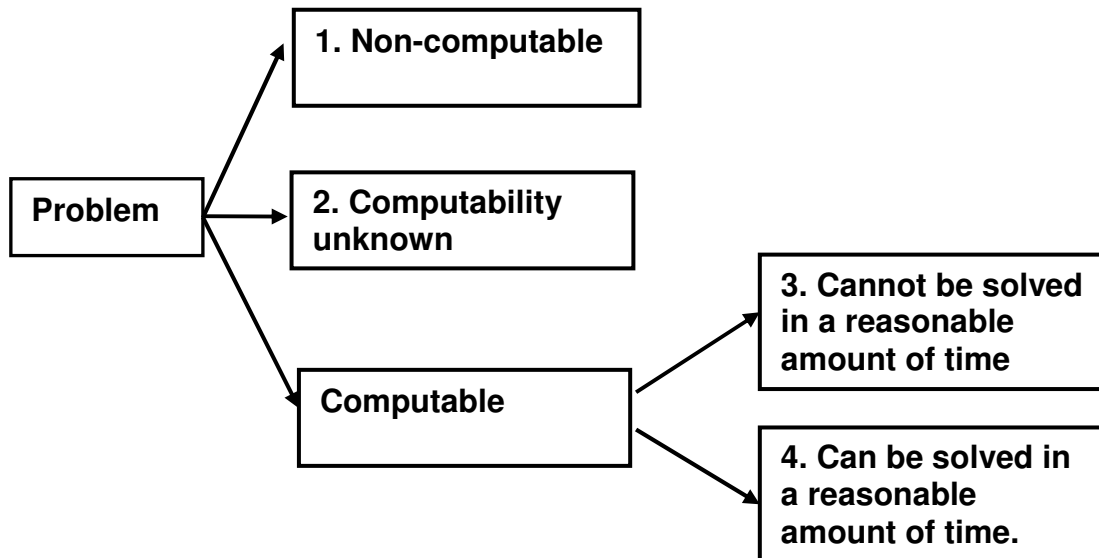 1. Non-computable
Problem
2. Computability
unknown
Computable
3. Cannot be solved
in a reasonable
amount of time
4. Can be solved in
a reasonable
amount of time.